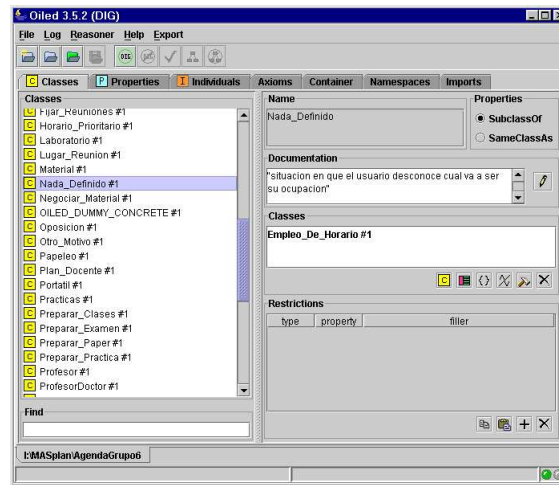 Oiled 3.5.2 (DIG)
File Log Reasoner Help Export
DIG
C Classes P Properties I Individuals Axioms Container Namespaces Imports
Classes
C Fijar_Reuniones #1
C Horario_Prioritario #1
C Laboratorio #1
C Lugar_Reunion #1
C Material #1
C Nada_Definido #1
C Negociar_Material #1
C OILED_DUMMY_CONCRETE #1
C Oposicion #1
C Otro_Motivo #1
C Papeleo #1
C Plan_Docente #1
C Portatil #1
C Practicas #1
C Preparar_Clases #1
C Preparar_Examen #1
C Preparar_Paper #1
C Preparar_Practica #1
C Profesor #1
C ProfesorDoctor #1
Find
Name
Nada_Definido
Properties
SubclassOf
SameClassAs
Documentation
"situacion en que el usuario desconoce cual va a ser
su ocupacion"
Classes
Empleo_De_Horario #1
C {}
Restrictions
type property filler
I:\MASplan\AgendaGrupo6